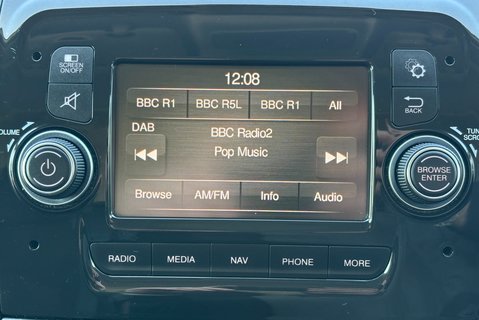 SCREEN
ON/OFF
12:08
BACK
BBC R1 BBC R5L BBC R1 All
DAB
BBC Radio2
Pop Music
VOLUME
BROWSE
ENTER
Browse AM/FM Info Audio
RADIO MEDIA NAV PHONE MORE